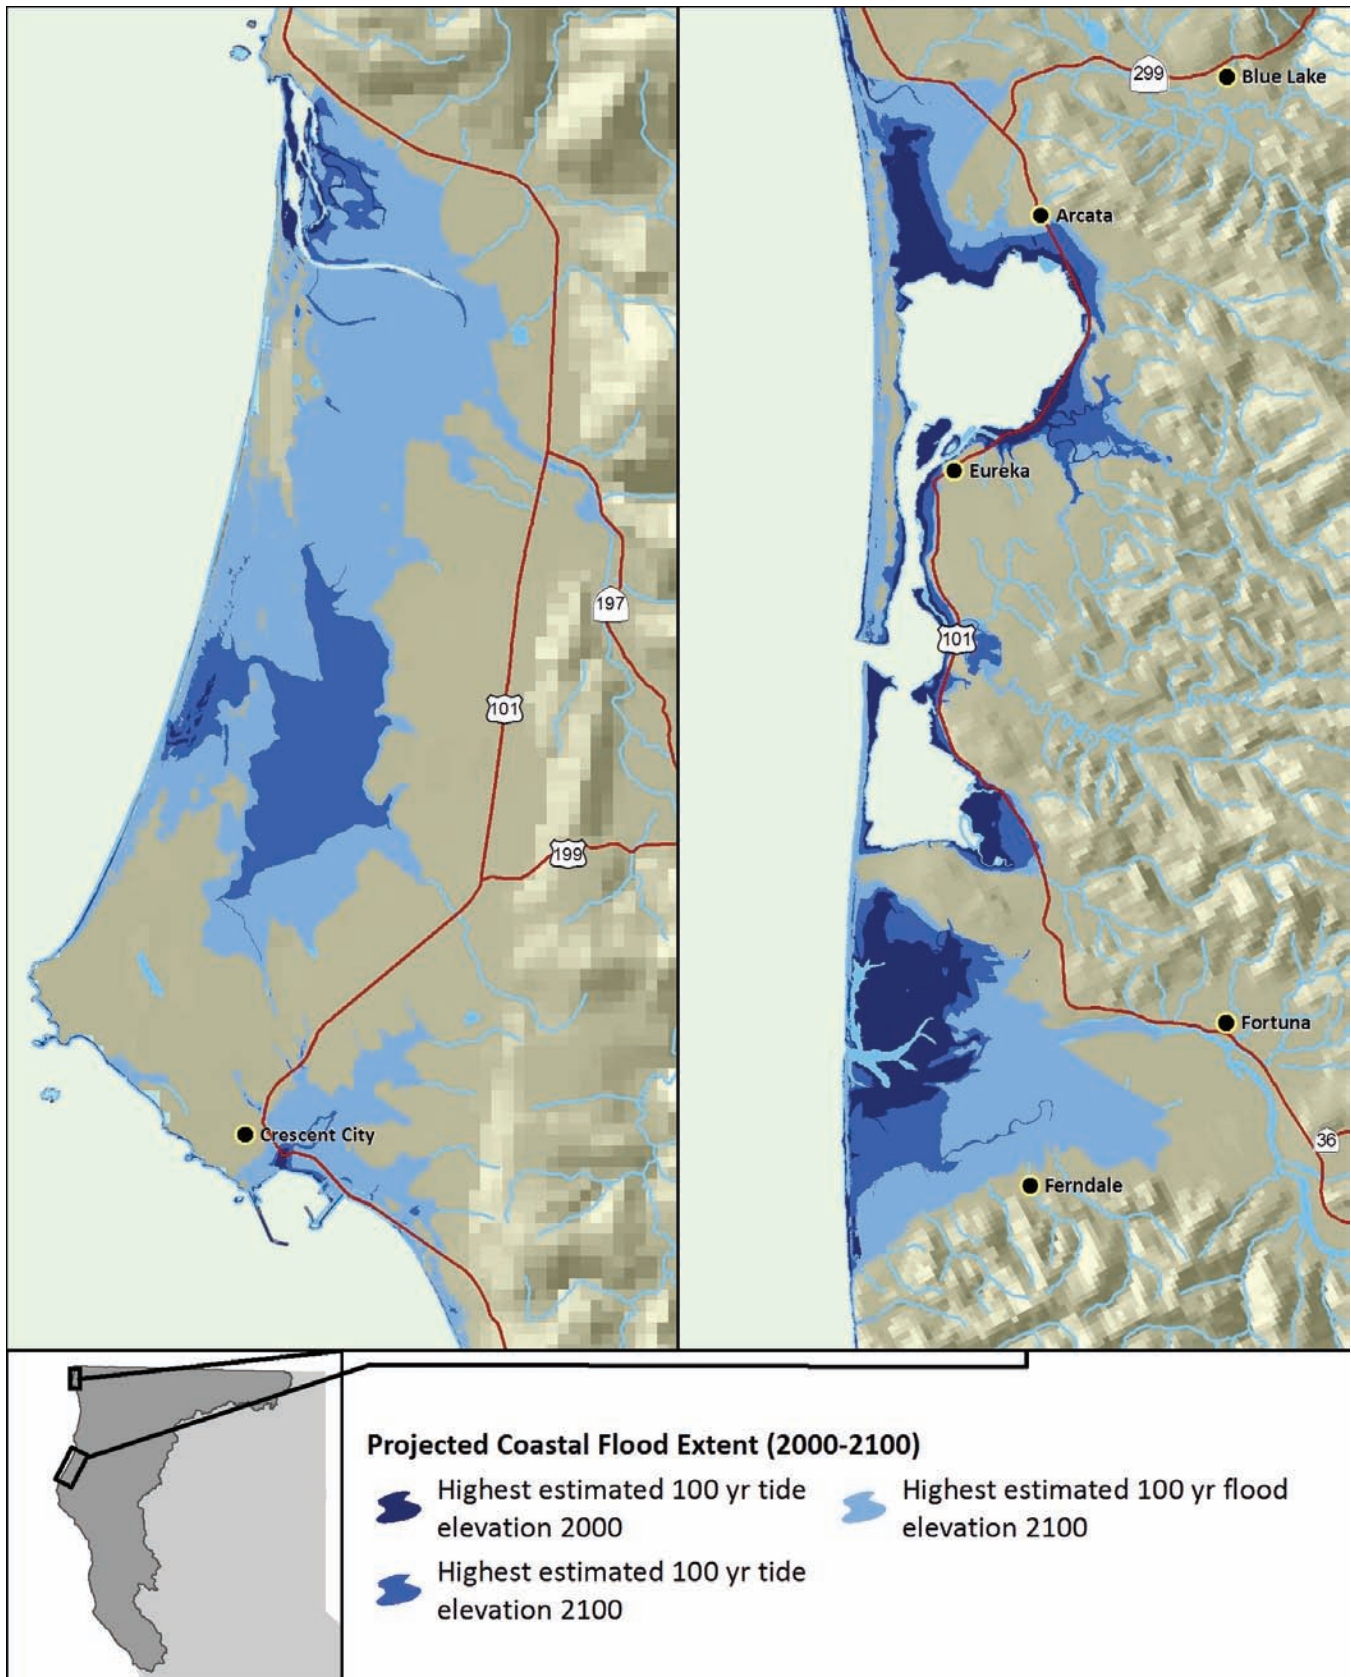 299
Blue Lake
Arcata
Eureka
197
101
101
199
Fortuna
Crescent City
36
Ferndale
Projected Coastal Flood Extent (2000-2100)
Highest estimated 100 yr tide
elevation 2000
Highest estimated 100 yr flood
elevation 2100
Highest estimated 100 yr tide
elevation 2100